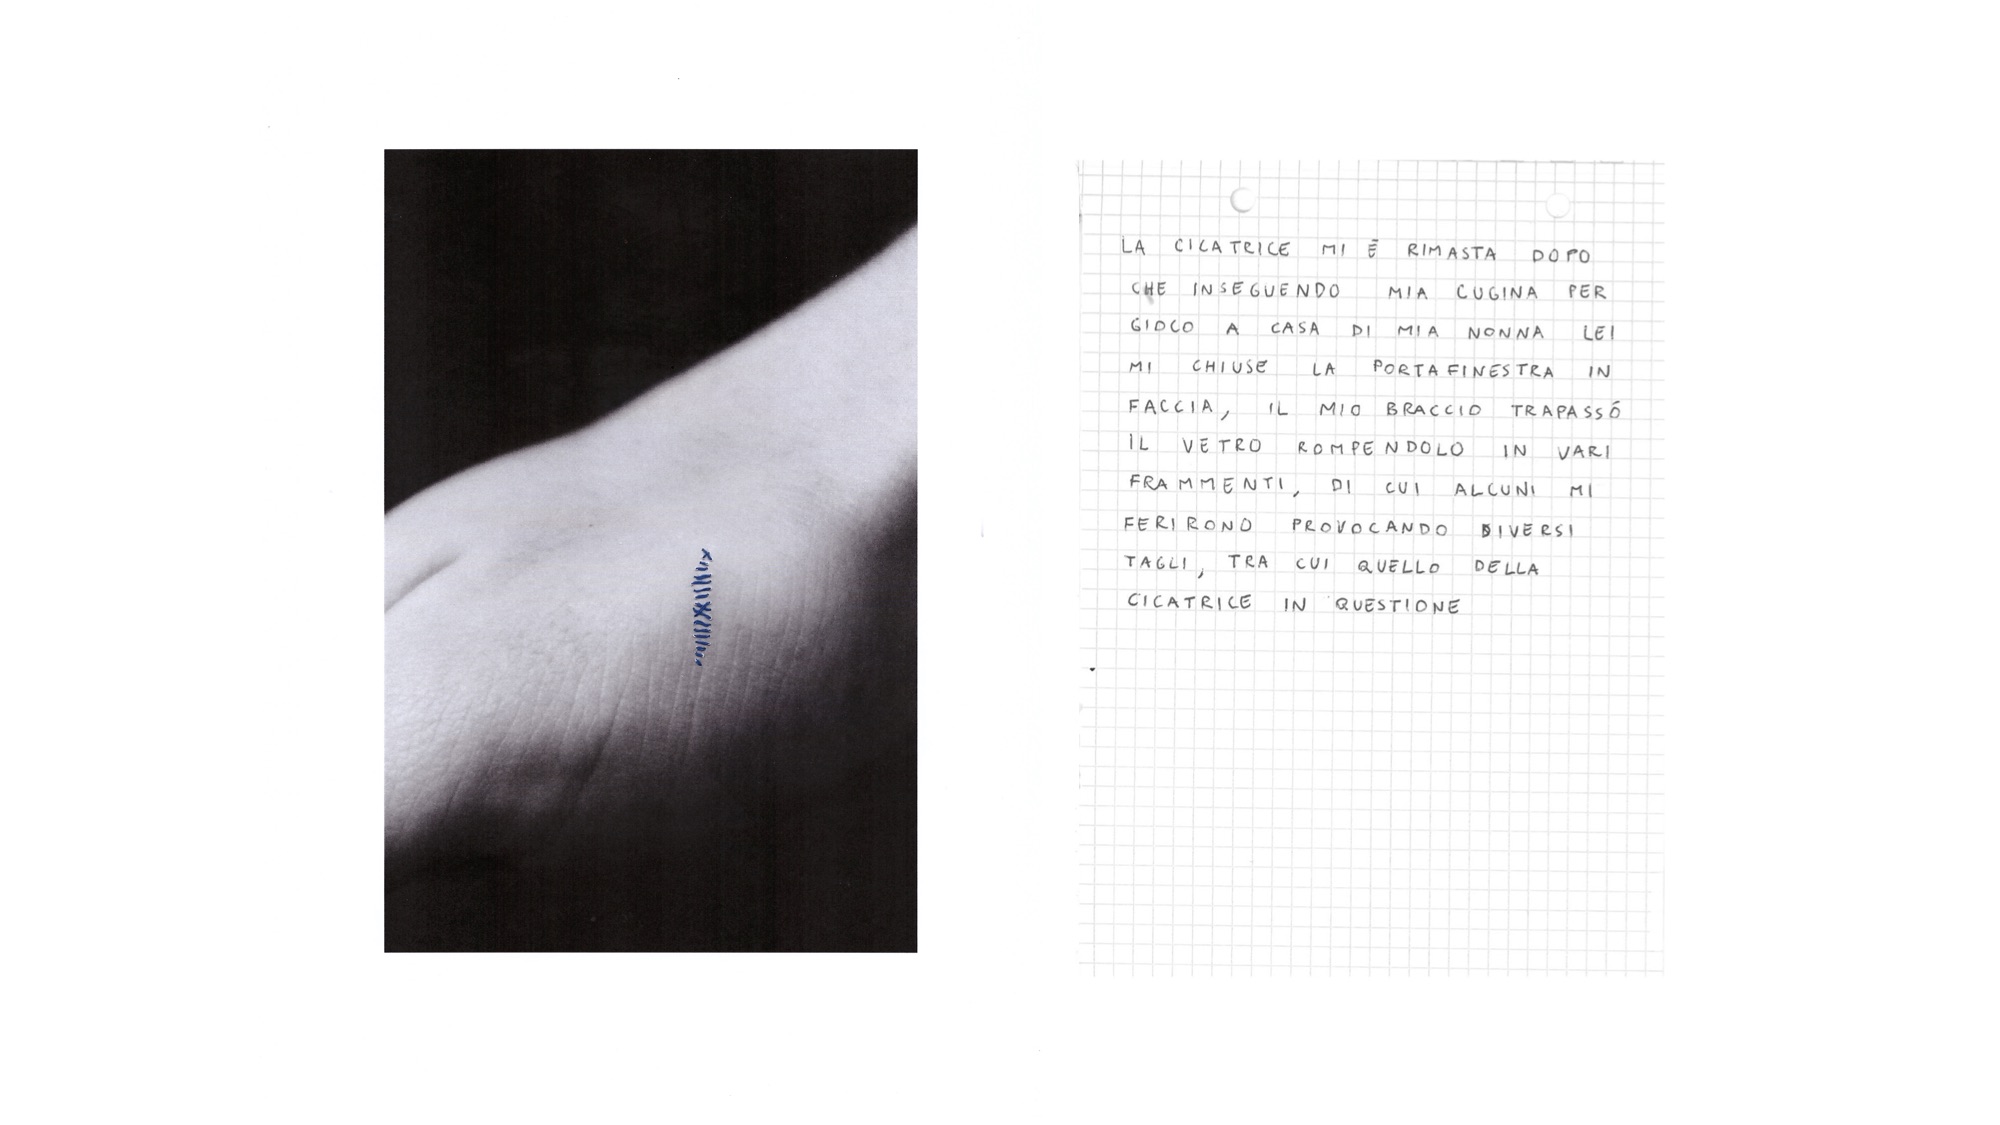 LA CICATRICE MI È RIMASTA DOPO
CHE INSEGUENDO MIA CUGINA PER
GIOCO A CASA DI MIA NONNA LEI
MI CHIUSE LA PORTAFINESTRA IN
FACCIA, IL MIO BRACCIO TRAPASSÓ
IL VETRO ROMPENDOLO IN VARI
FRAMMENTI, DI CUI ALCUNI MI
FERIRONO PROVOCANDO DIVERSI
TAGLI, TRA CUI QUELLO DELLA
CICATRICE IN QUESTIONE